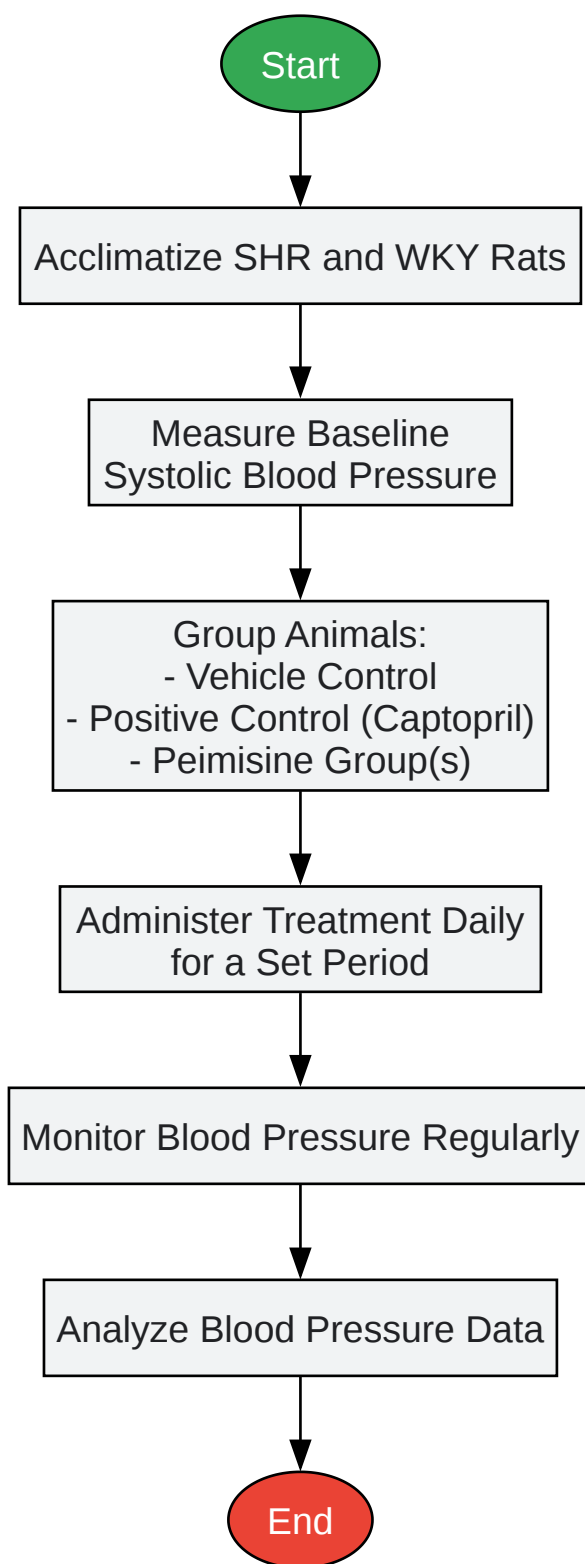 Start
Acclimatize SHR and WKY Rats
Measure Baseline
Systolic Blood Pressure
Group Animals:
- Vehicle Control
- Positive Control (Captopril)
- Peimisine Group(s)
Administer Treatment Daily
for a Set Period
Monitor Blood Pressure Regularly
Analyze Blood Pressure Data
End